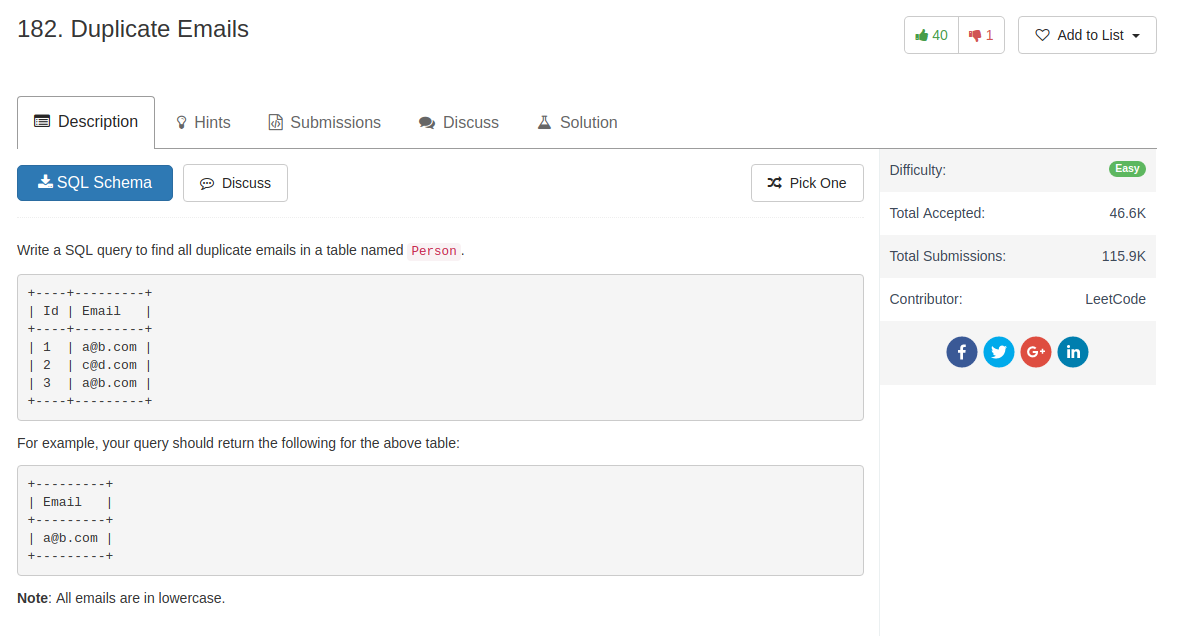 182. Duplicate Emails
40
1
Add to List
Description
Hints
Submissions
Discuss
Solution
SQL Schema
Discuss
Pick One
Write a SQL query to find all duplicate emails in a table named Person.
+----+---------+
| Id | Email   |
+----+---------+
| 1  | a@b.com |
| 2  | c@d.com |
| 3  | a@b.com |
+----+---------+
For example, your query should return the following for the above table:
+---------+
| Email   |
+---------+
| a@b.com |
+---------+
Note: All emails are in lowercase.
Difficulty: Easy
Total Accepted: 46.6K
Total Submissions: 115.9K
Contributor: LeetCode
f
G+
in